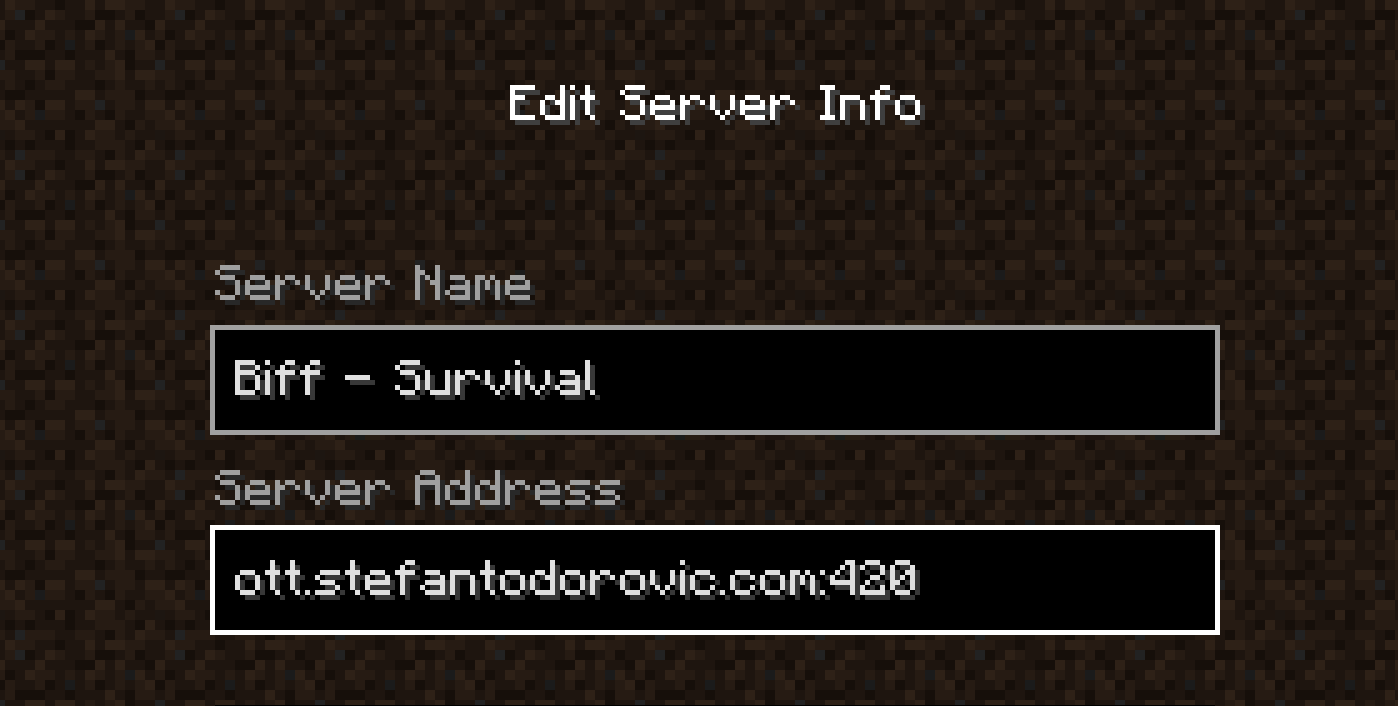 Edit Server Info
Server Name
Biff - Survival
Server Address
ott.stefantodorovic.com:420